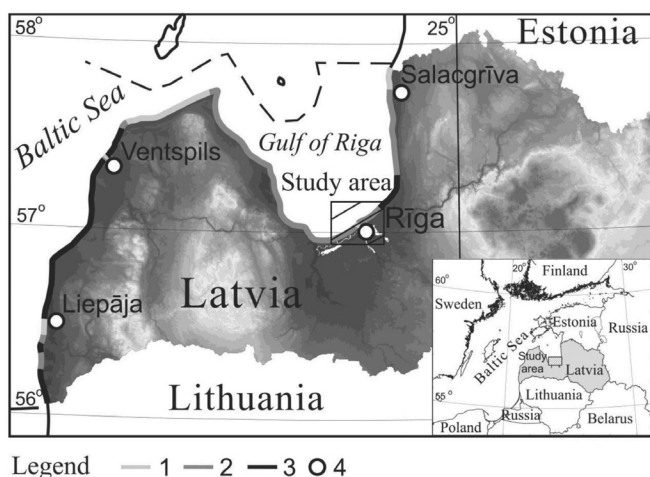 58°
25°
Estonia
Salacgrīva
Baltic Sea
Gulf of Riga
Ventspils
Study area
57°
Rīga
Latvia
Liepāja
Lithuania
56°
20°
30°
60°
Finland
Sweden
Estonia
Russia
Baltic Sea
Study
area
Latvia
55°
Lithuania
Russia
Belarus
Poland
Legend 1 2 3 4